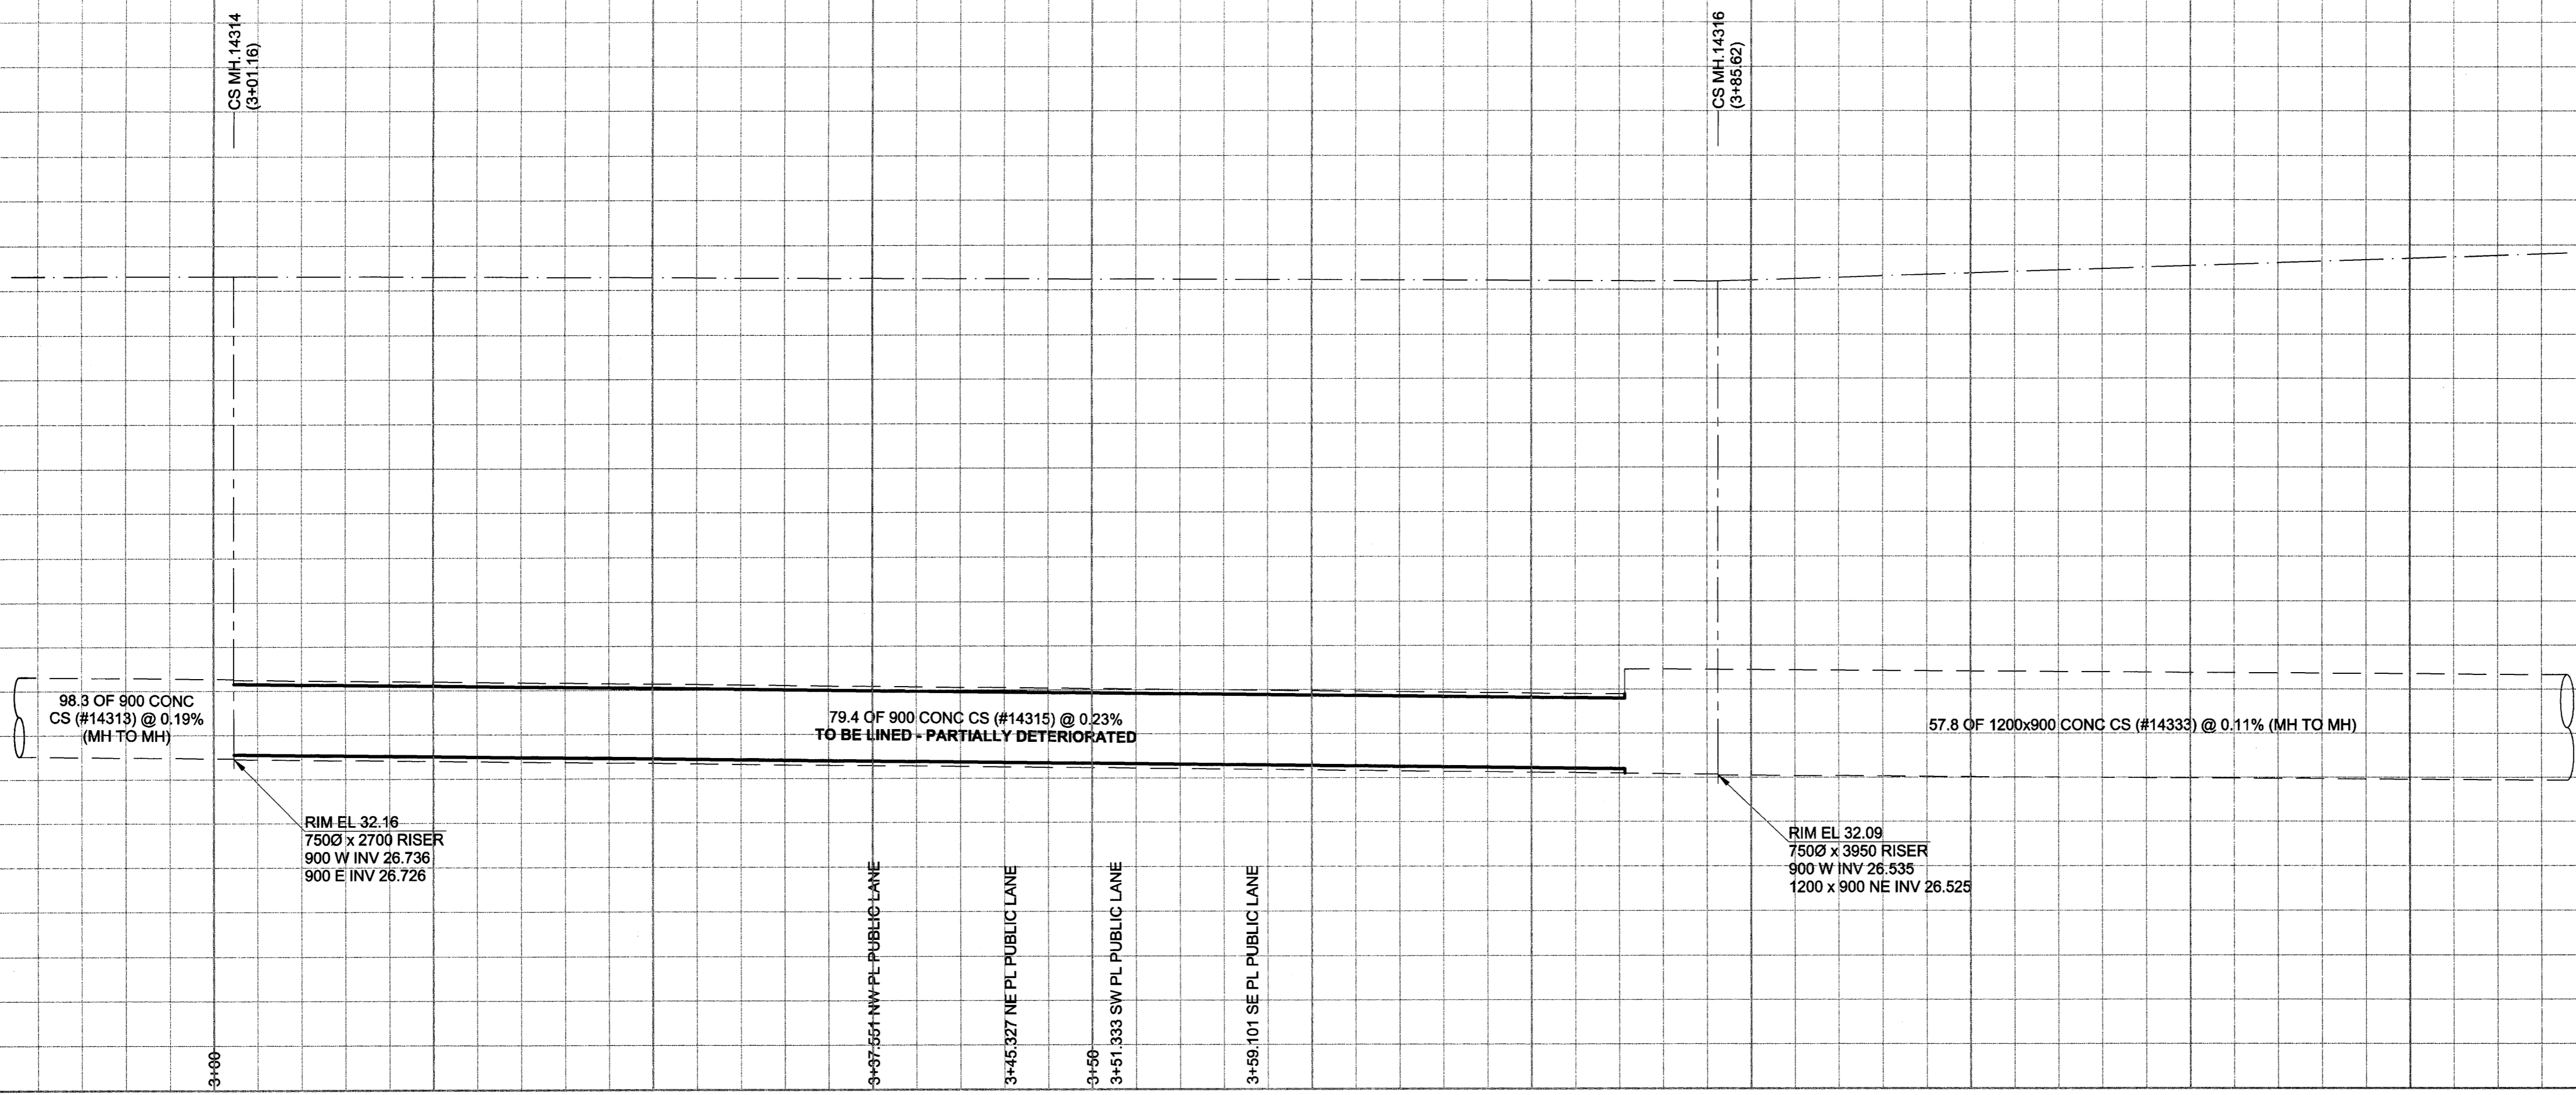 CS MH.14314
(3+01.16)
CS MH.14316
(3+85.62)
98.3 OF 900 CONC
CS (#14313) @ 0.19%
(MH TO MH)
79.4 OF 900 CONC CS (#14315) @ 0.23%
TO BE LINED - PARTIALLY DETERIORATED
57.8 OF 1200x900 CONC CS (#14333) @ 0.11% (MH TO MH)
RIM EL 32.16
750Ø x 2700 RISER
900 W INV 26.736
900 E INV 26.726
RIM EL 32.09
750Ø x 3950 RISER
900 W INV 26.535
1200 x 900 NE INV 26.525
3+00
3+37.551 NW PL PUBLIC LANE
3+45.327 NE PL PUBLIC LANE
3+50
3+51.333 SW PL PUBLIC LANE
3+59.101 SE PL PUBLIC LANE